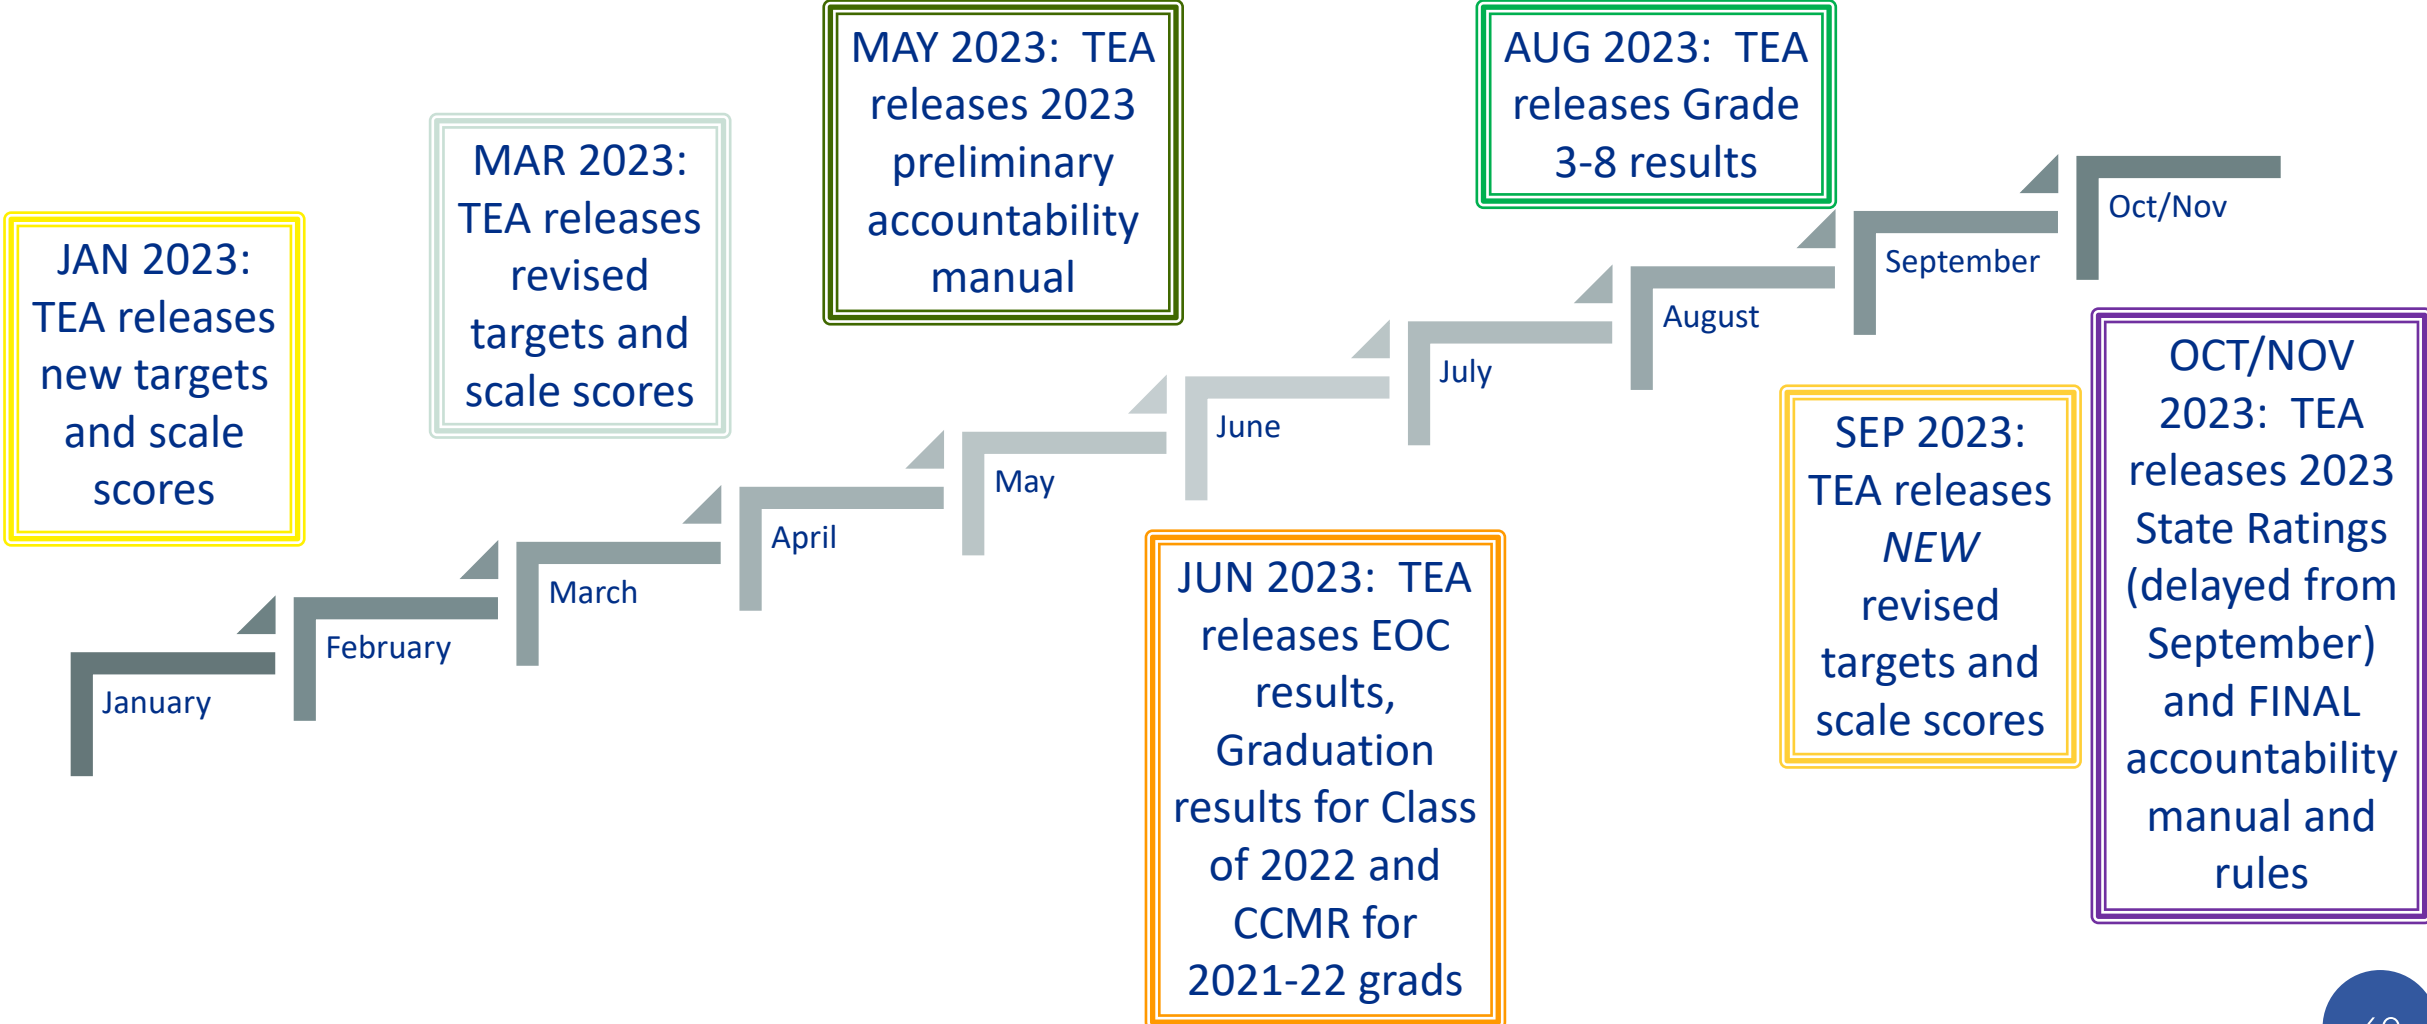 JAN 2023:
TEA releases
new targets
and scale
scores
MAR 2023:
TEA releases
revised
targets and
scale scores
MAY 2023:  TEA
releases 2023
preliminary
accountability
manual
JUN 2023:  TEA
releases EOC
results,
Graduation
results for Class
of 2022 and
CCMR for
2021-22 grads
AUG 2023:  TEA
releases Grade
3-8 results
SEP 2023:
TEA releases
NEW
revised
targets and
scale scores
OCT/NOV
2023:  TEA
releases 2023
State Ratings
(delayed from
September)
and FINAL
accountability
manual and
rules
January
February
March
April
May
June
July
August
September
Oct/Nov